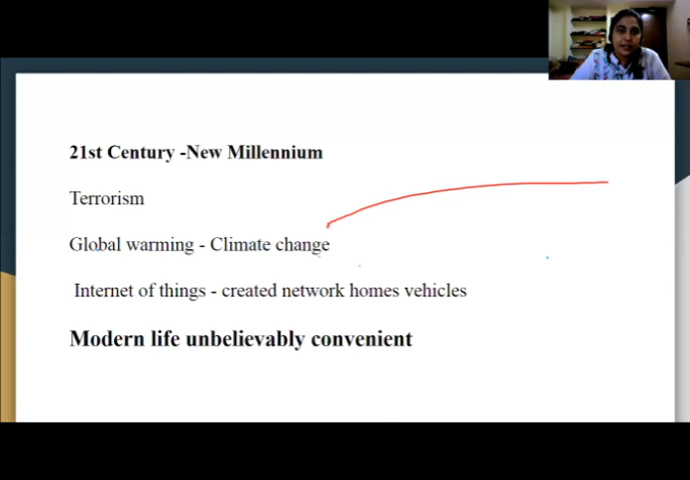 21st Century -New Millennium
Terrorism
Global warming - Climate change
Internet of things - created network homes vehicles
Modern life unbelievably convenient